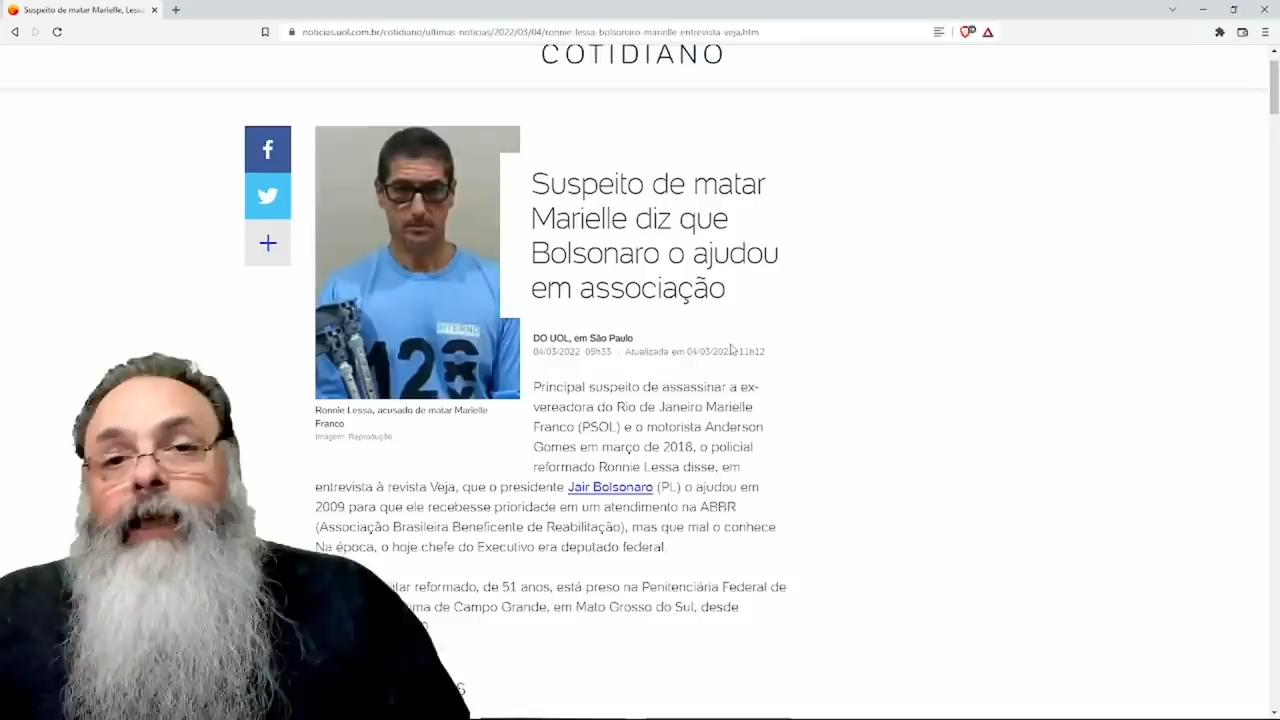 Suspeito de matar Marielle, Less
noticias.uol.com.br/cotidiano/ultimas-noticias/2022/03/04/ronnie-lessa-bolsonaro-marielle-entrevista-veja.htm
COTIDIANO
Suspeito de matar
Marielle diz que
Bolsonaro o ajudou
em associação
DO UOL, em São Paulo
04/03/2022 09h33 Atualizada em 04/03/2022 11h12
Principal suspeito de assassinar a ex-
vereadora do Rio de Janeiro Marielle
Franco (PSOL) e o motorista Anderson
Gomes em março de 2018, o policial
reformado Ronnie Lessa disse, em
entrevista à revista Veja, que o presidente Jair Bolsonaro (PL) o ajudou em
2009 para que ele recebesse prioridade em um atendimento na ABBR
(Associação Brasileira Beneficente de Reabilitação), mas que mal o conhece
Na época, o hoje chefe do Executivo era deputado federal.
Ronnie Lessa, acusado de matar Marielle
Franco
Imagem: Reprodução
reformado, de 51 anos, está preso na Penitenciária Federal de
de Campo Grande, em Mato Grosso do Sul, desde